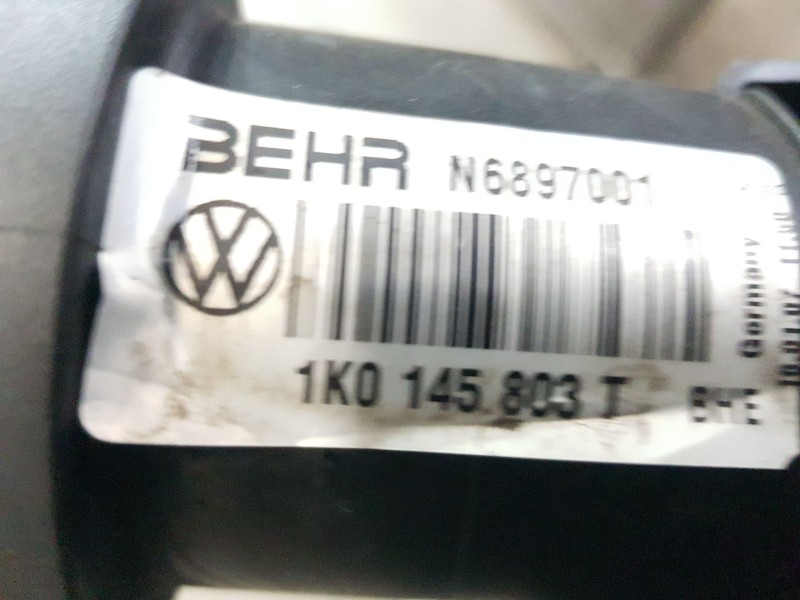 BEHR N6897001
1K0 145 803 T
Germany